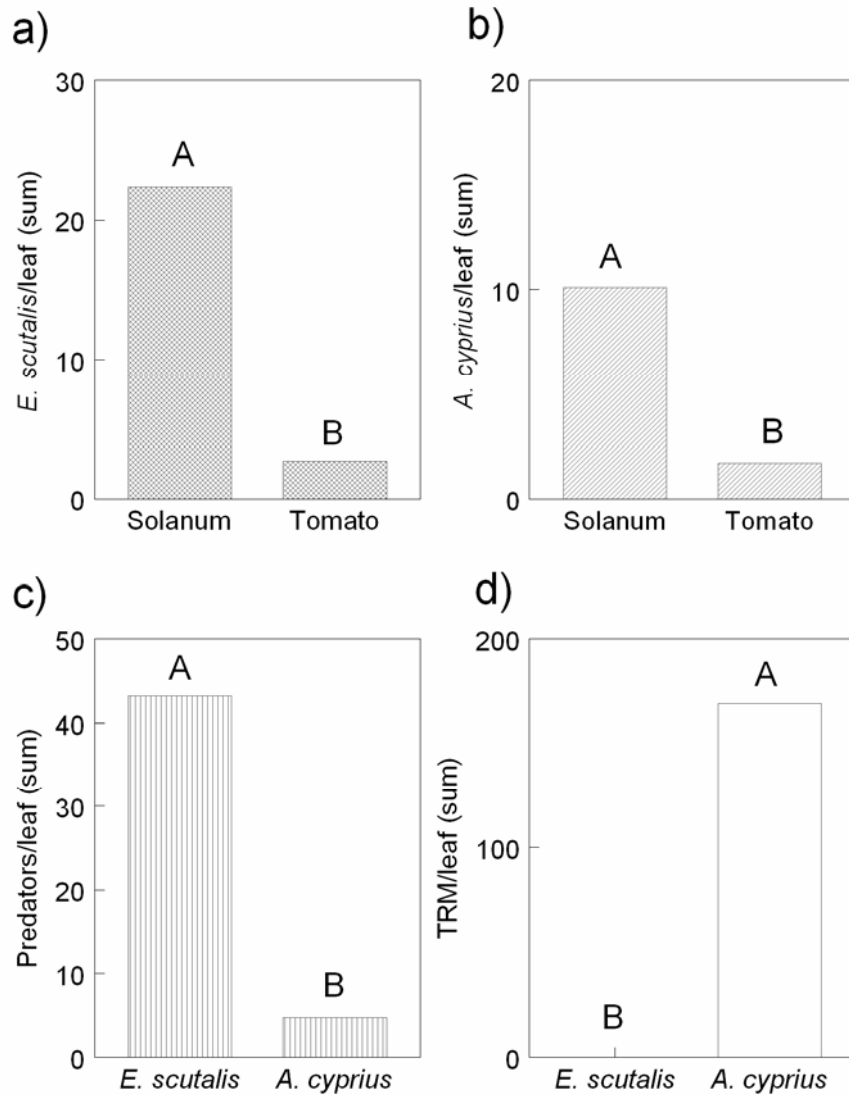 a)
E. scutalis/leaf (sum)
30
20
10
0
A
B
Solanum Tomato
b)
A. cyprius/leaf (sum)
20
10
0
A
B
Solanum Tomato
c)
Predators/leaf (sum)
50
40
30
20
10
0
A
B
E. scutalis A. cyprius
d)
TRM/leaf (sum)
200
100
0
B
A
E. scutalis A. cyprius